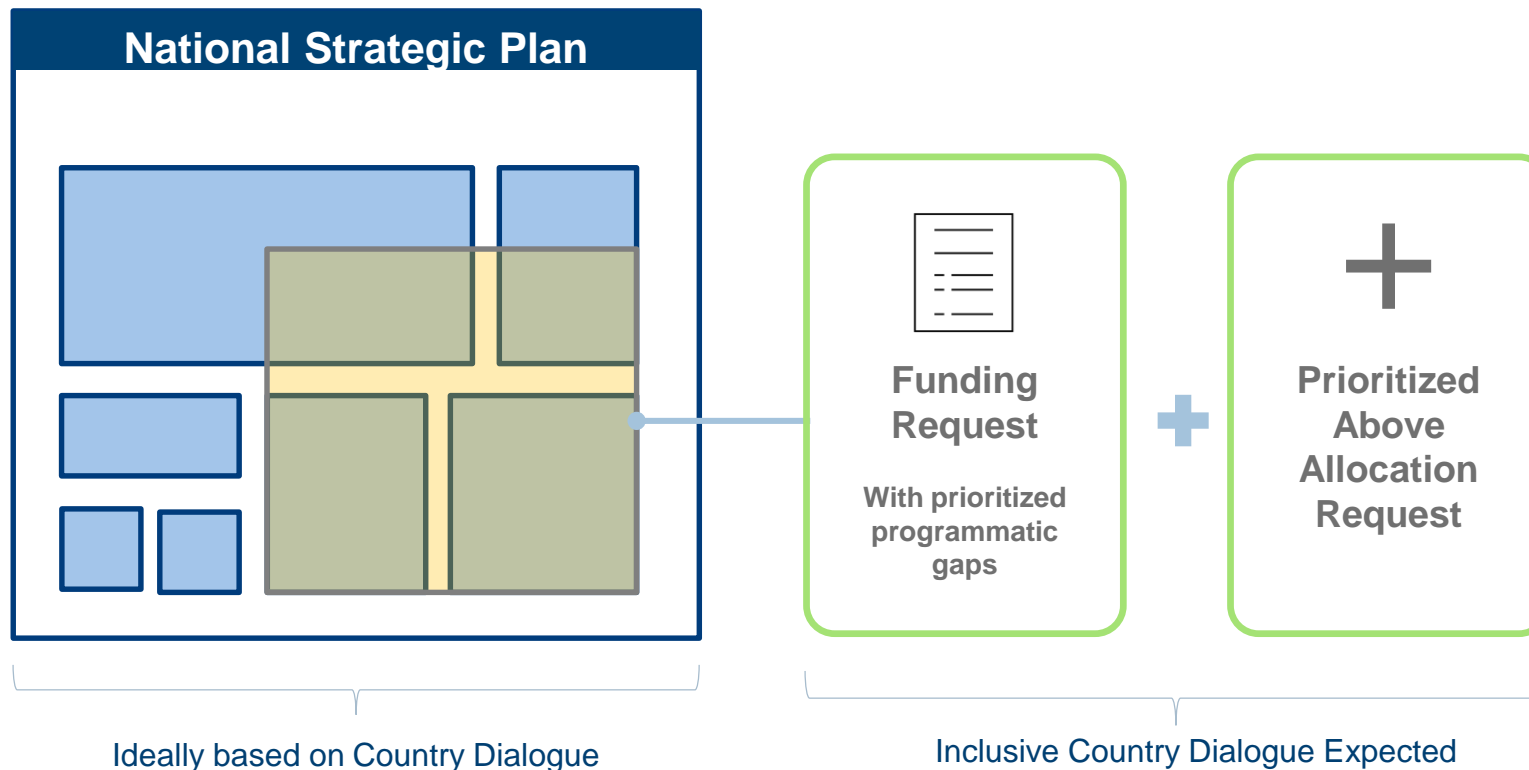 National Strategic Plan
Funding
Request
With prioritized
programmatic
gaps
Prioritized
Above
Allocation
Request
Ideally based on Country Dialogue
Inclusive Country Dialogue Expected